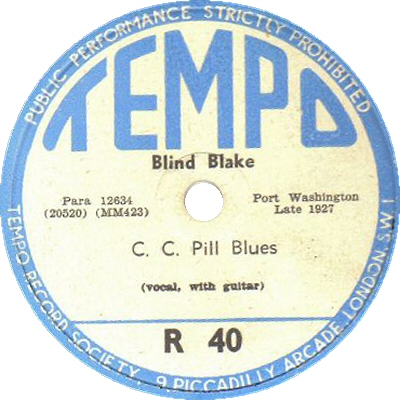 PUBLIC PERFORMANCE STRICTLY PROHIBITED
TEMPO
Blind Blake
Para 12634
(20520) (MM423)
Port Washington
Late 1927
C. C. Pill Blues
(vocal, with guitar)
R 40
TEMPO RECORD SOCIETY, 9, PICCADILLY ARCADE, LONDON, S.W 1